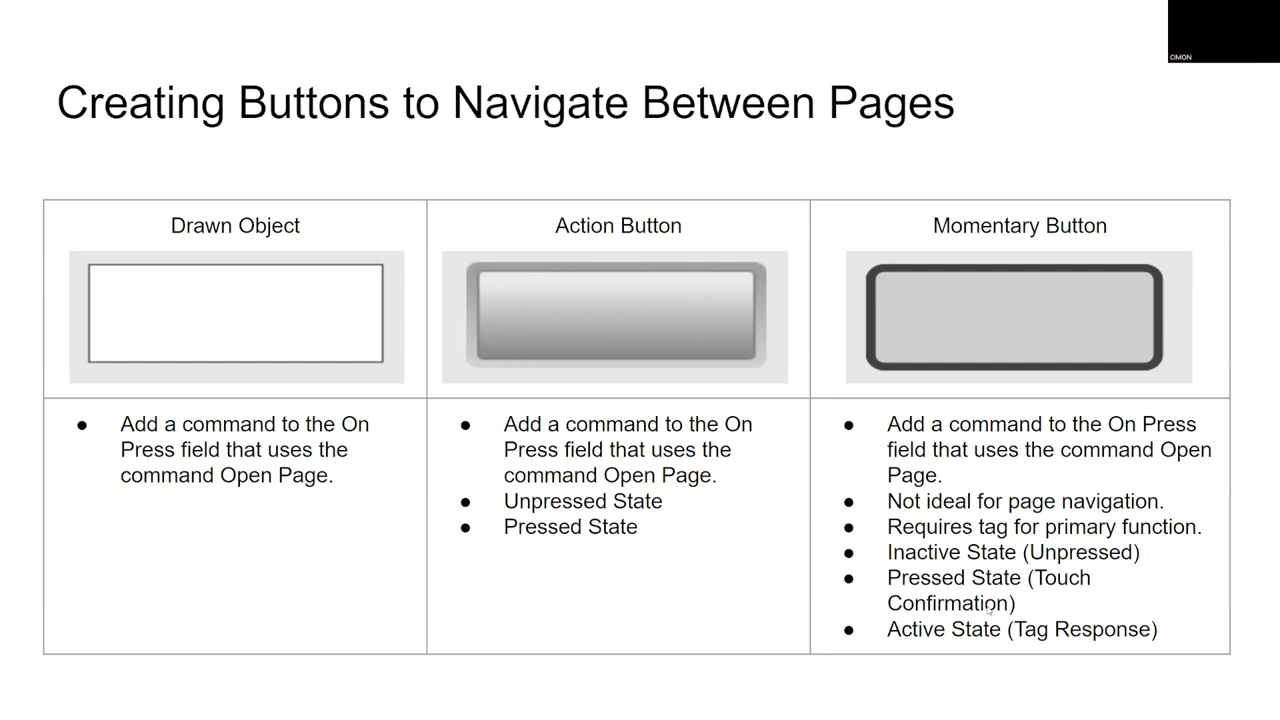 CIMON
Creating Buttons to Navigate Between Pages
Drawn Object
Action Button
Momentary Button
● Add a command to the On
Press field that uses the
command Open Page.
● Add a command to the On
Press field that uses the
command Open Page.
● Unpressed State
● Pressed State
● Add a command to the On Press
field that uses the command Open
Page.
● Not ideal for page navigation.
● Requires tag for primary function.
● Inactive State (Unpressed)
● Pressed State (Touch
Confirmation)
● Active State (Tag Response)